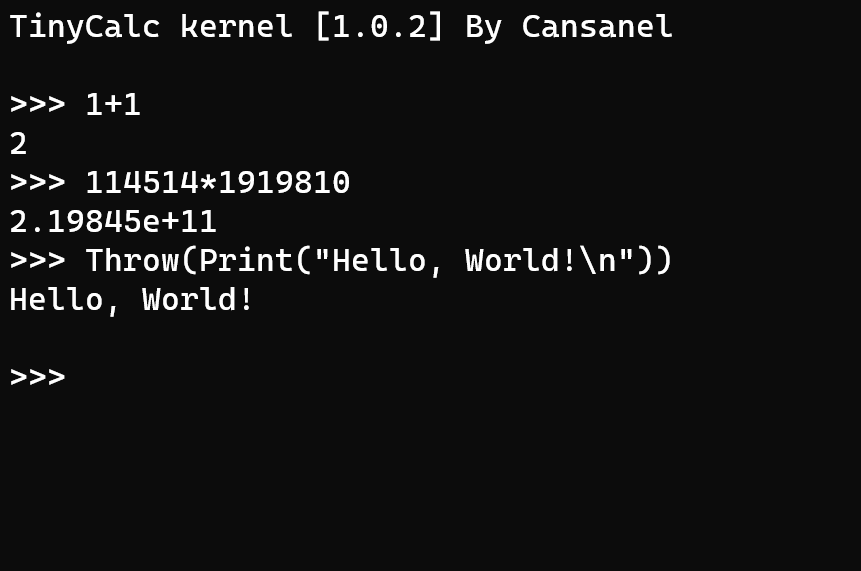 TinyCalc kernel [1.0.2] By Cansanel
>>> 1+1
2
>>> 114514*1919810
2.19845e+11
>>> Throw(Print("Hello, World!\n"))
Hello, World!
>>>